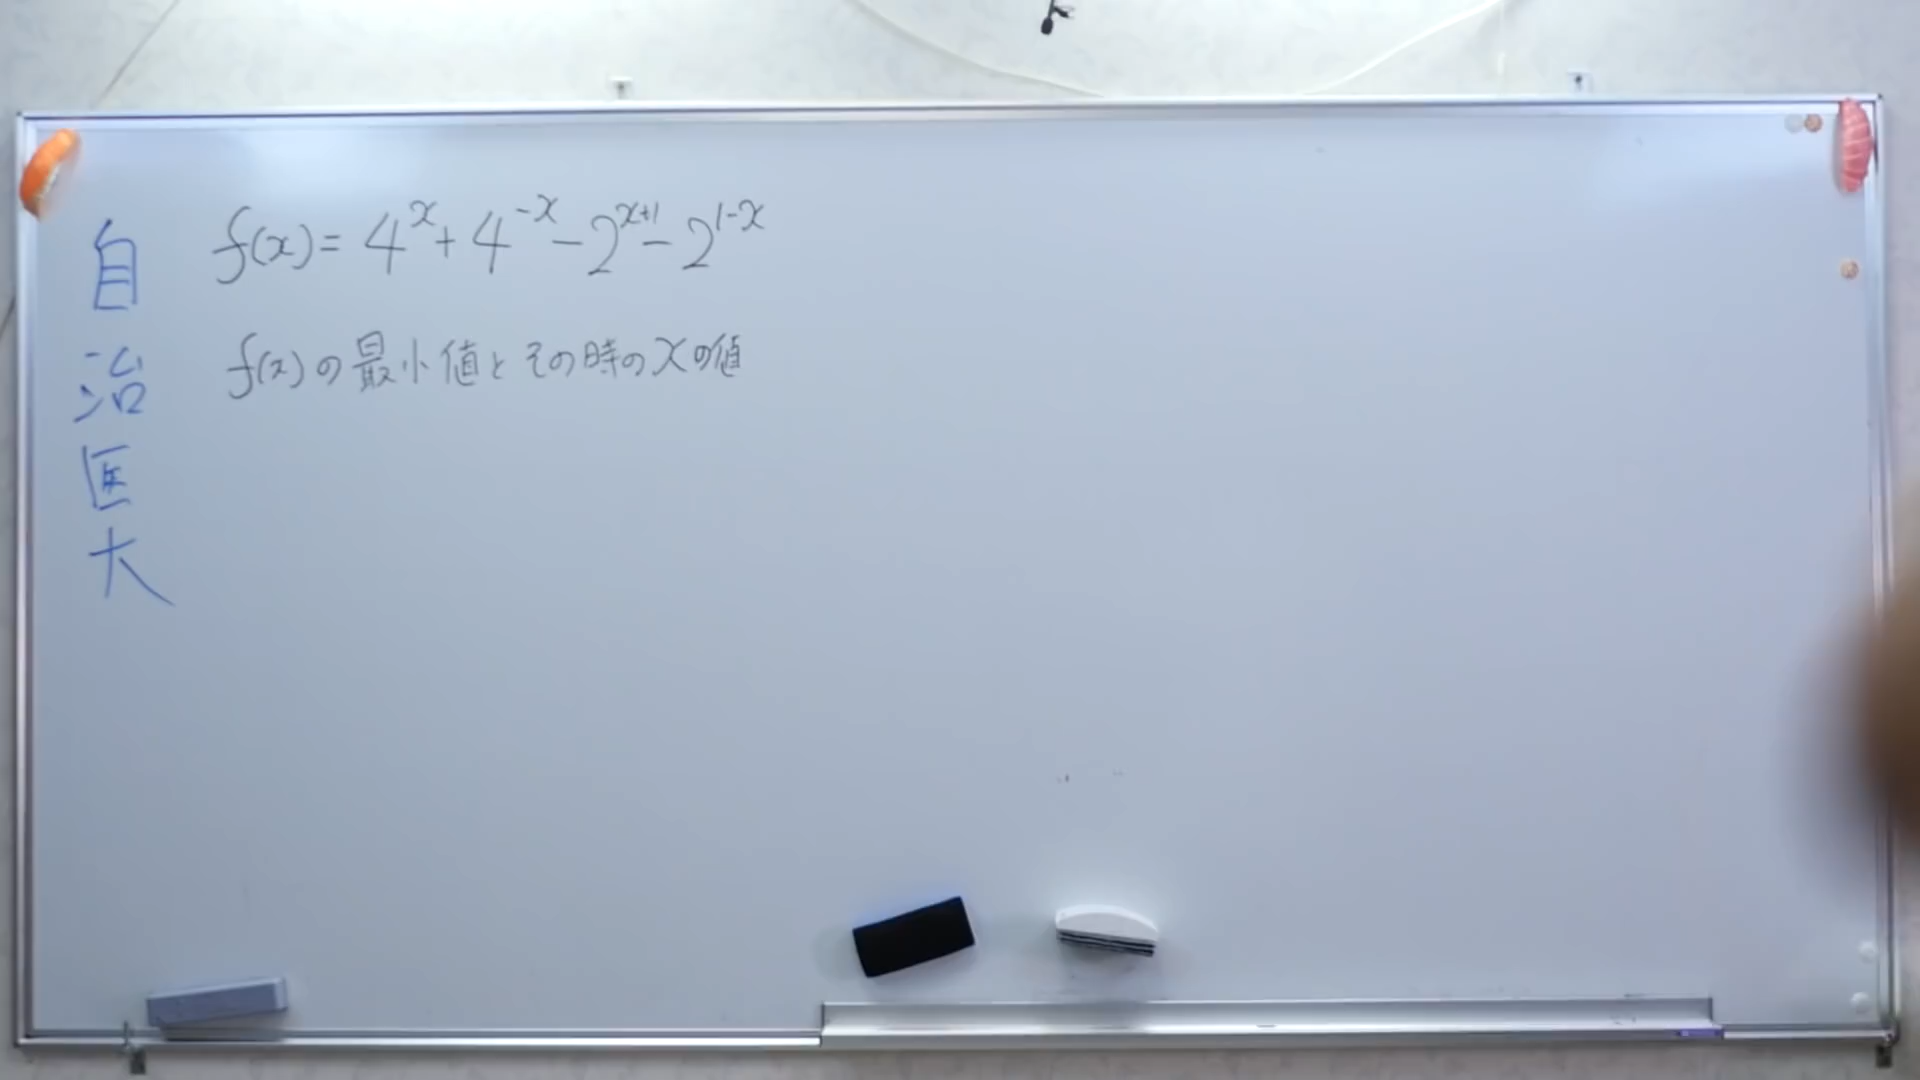 自治医大
f(x)= 4^x + 4^-x - 2^x+1 - 2^1-x
f(x)の最小値とその時のxの値